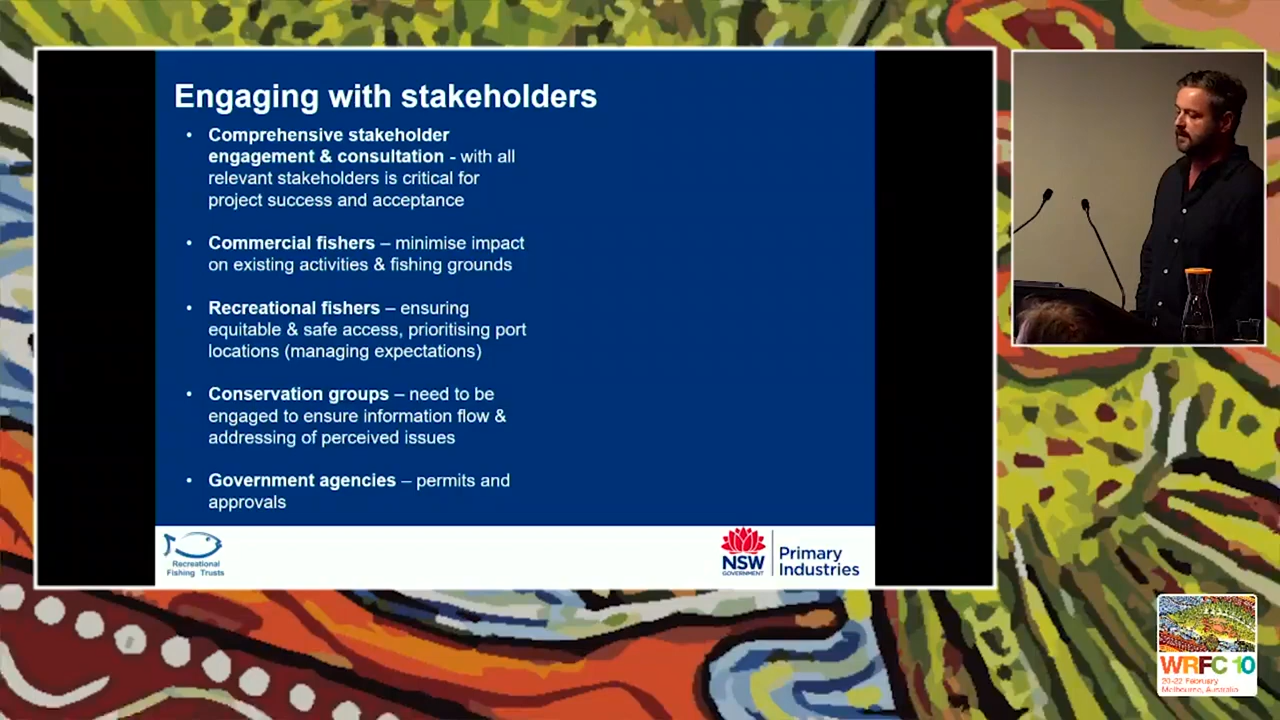 Engaging with stakeholders
• Comprehensive stakeholder
engagement & consultation - with all
relevant stakeholders is critical for
project success and acceptance
• Commercial fishers – minimise impact
on existing activities & fishing grounds
• Recreational fishers – ensuring
equitable & safe access, prioritising port
locations (managing expectations)
• Conservation groups – need to be
engaged to ensure information flow &
addressing of perceived issues
• Government agencies – permits and
approvals
Recreational
Fishing Trusts
NSW
GOVERNMENT
Primary
Industries
WRFC 10
20-22 February
Melbourne, Australia